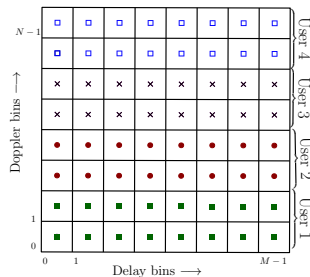 N−1
Doppler bins ⟶
1
0
0 1 M−1
Delay bins ⟶
User 4
User 3
User 2
User 1